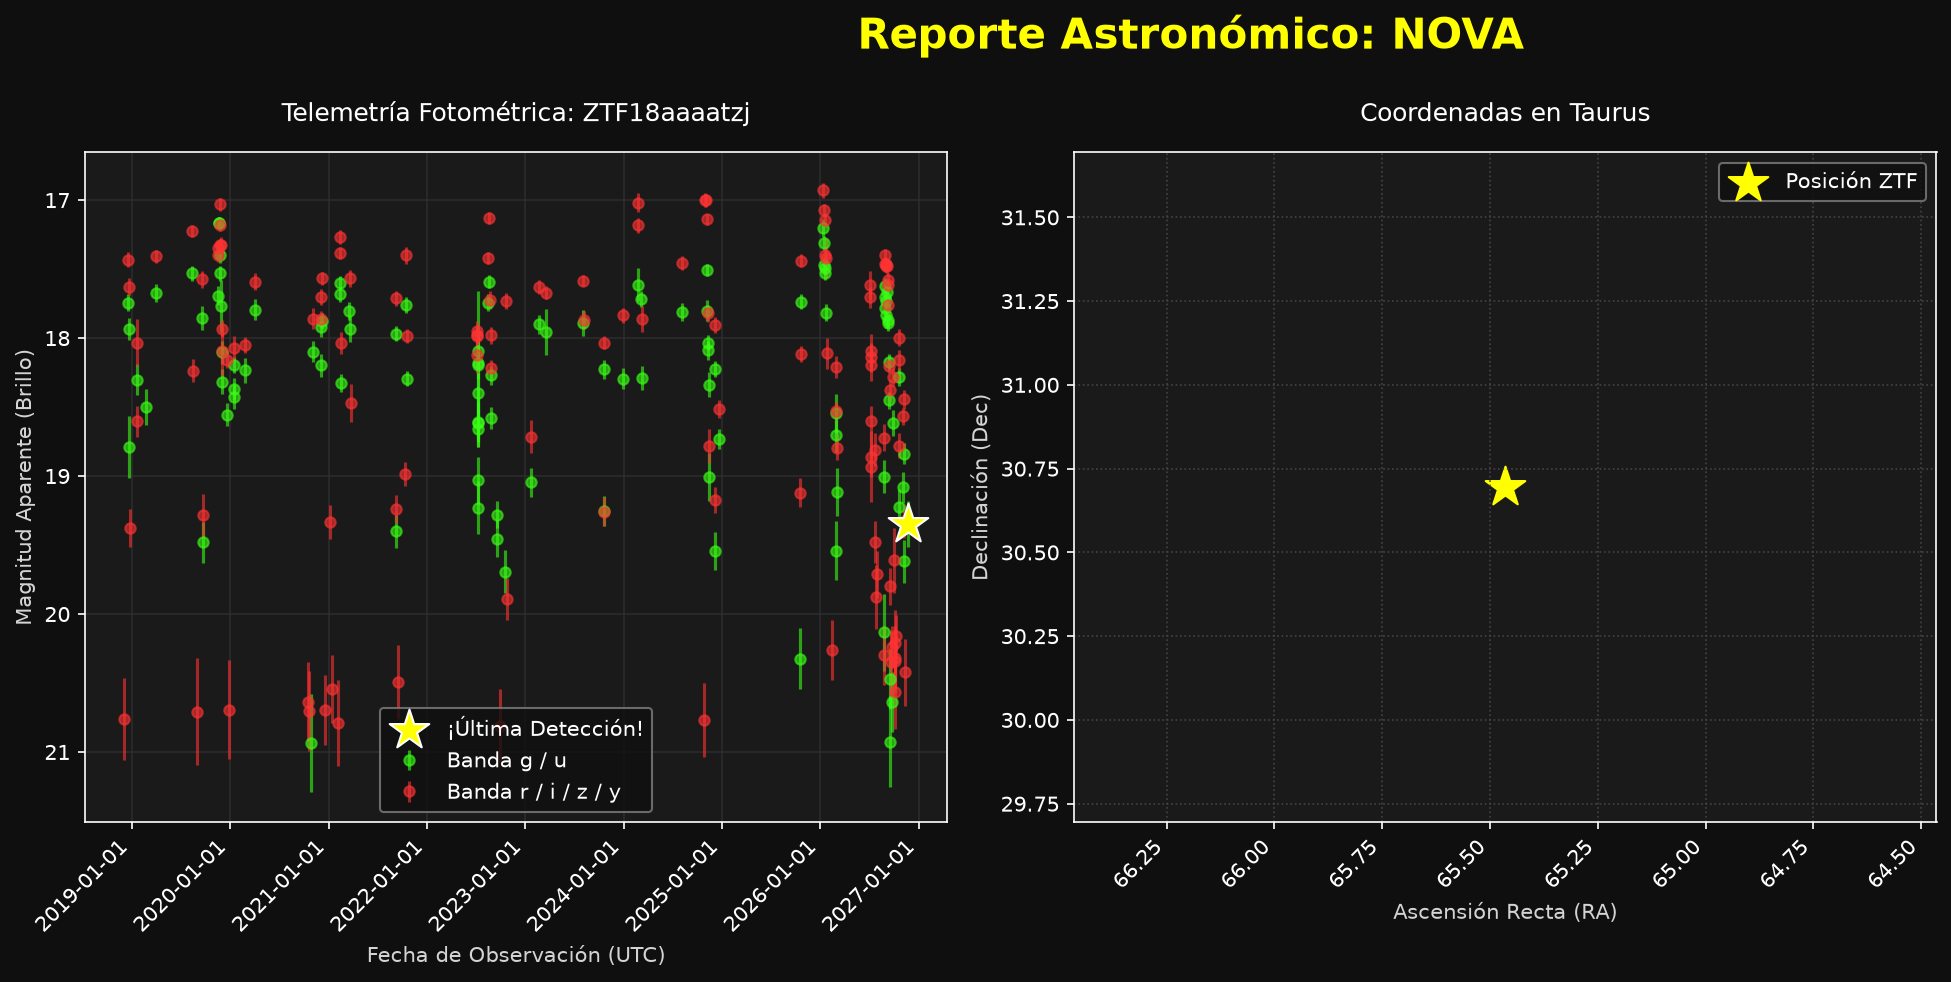 Reporte Astronómico: NOVA
Telemetría Fotométrica: ZTF18aaaatzj
Magnitud Aparente (Brillo)
17
18
19
20
21
¡Última Detección!
Banda g / u
Banda r / i / z / y
2019-01-01
2020-01-01
2021-01-01
2022-01-01
2023-01-01
2024-01-01
2025-01-01
2026-01-01
2027-01-01
Fecha de Observación (UTC)
Coordenadas en Taurus
Posición ZTF
Declinación (Dec)
31.50
31.25
31.00
30.75
30.50
30.25
30.00
29.75
66.25
66.00
65.75
65.50
65.25
65.00
64.75
64.50
Ascensión Recta (RA)